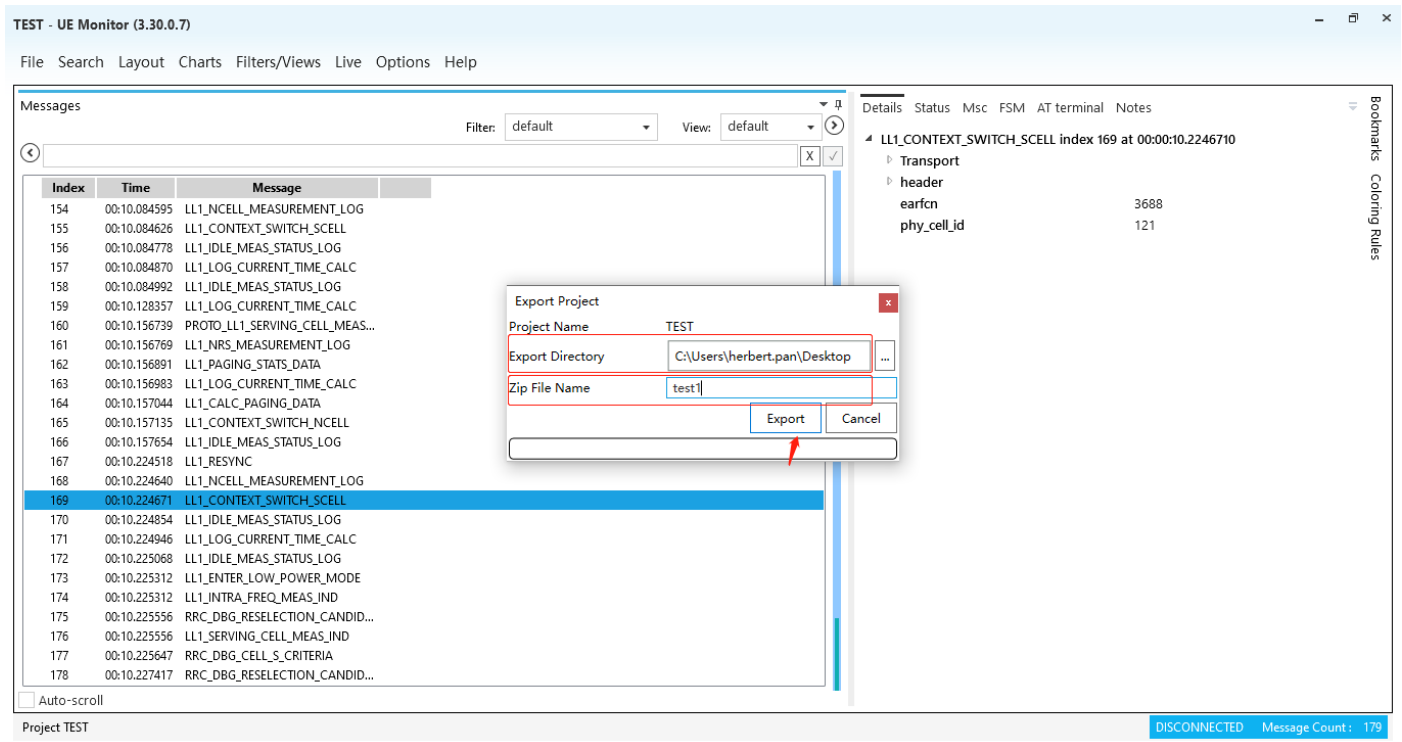 TEST - UE Monitor (3.30.0.7)
File Search Layout Charts Filters/Views Live Options Help
Messages
Filter: default View: default
X
Index Time Message
154 00:10.084595 LL1_NCELL_MEASUREMENT_LOG
155 00:10.084626 LL1_CONTEXT_SWITCH_SCELL
156 00:10.084778 LL1_IDLE_MEAS_STATUS_LOG
157 00:10.084870 LL1_LOG_CURRENT_TIME_CALC
158 00:10.084992 LL1_IDLE_MEAS_STATUS_LOG
159 00:10.128357 LL1_LOG_CURRENT_TIME_CALC
160 00:10.156739 PROTO_LL1_SERVING_CELL_MEAS...
161 00:10.156769 LL1_NRS_MEASUREMENT_LOG
162 00:10.156891 LL1_PAGING_STATS_DATA
163 00:10.156983 LL1_LOG_CURRENT_TIME_CALC
164 00:10.157044 LL1_CALC_PAGING_DATA
165 00:10.157135 LL1_CONTEXT_SWITCH_NCELL
166 00:10.157654 LL1_IDLE_MEAS_STATUS_LOG
167 00:10.224518 LL1_RESYNC
168 00:10.224640 LL1_NCELL_MEASUREMENT_LOG
169 00:10.224671 LL1_CONTEXT_SWITCH_SCELL
170 00:10.224854 LL1_IDLE_MEAS_STATUS_LOG
171 00:10.224946 LL1_LOG_CURRENT_TIME_CALC
172 00:10.225068 LL1_IDLE_MEAS_STATUS_LOG
173 00:10.225312 LL1_ENTER_LOW_POWER_MODE
174 00:10.225312 LL1_INTRA_FREQ_MEAS_IND
175 00:10.225556 RRC_DBG_RESELECTION_CANDID...
176 00:10.225556 LL1_SERVING_CELL_MEAS_IND
177 00:10.225647 RRC_DBG_CELL_S_CRITERIA
178 00:10.227417 RRC_DBG_RESELECTION_CANDID...
Auto-scroll
Export Project
x
Project Name TEST
Export Directory C:\Users\herbert.pan\Desktop ...
Zip File Name test1
Export Cancel
Details Status Msc FSM AT terminal Notes
LL1_CONTEXT_SWITCH_SCELL index 169 at 00:00:10.2246710
Transport
header
earfcn 3688
phy_cell_id 121
Bookmarks Coloring Rules
Project TEST
DISCONNECTED Message Count : 179